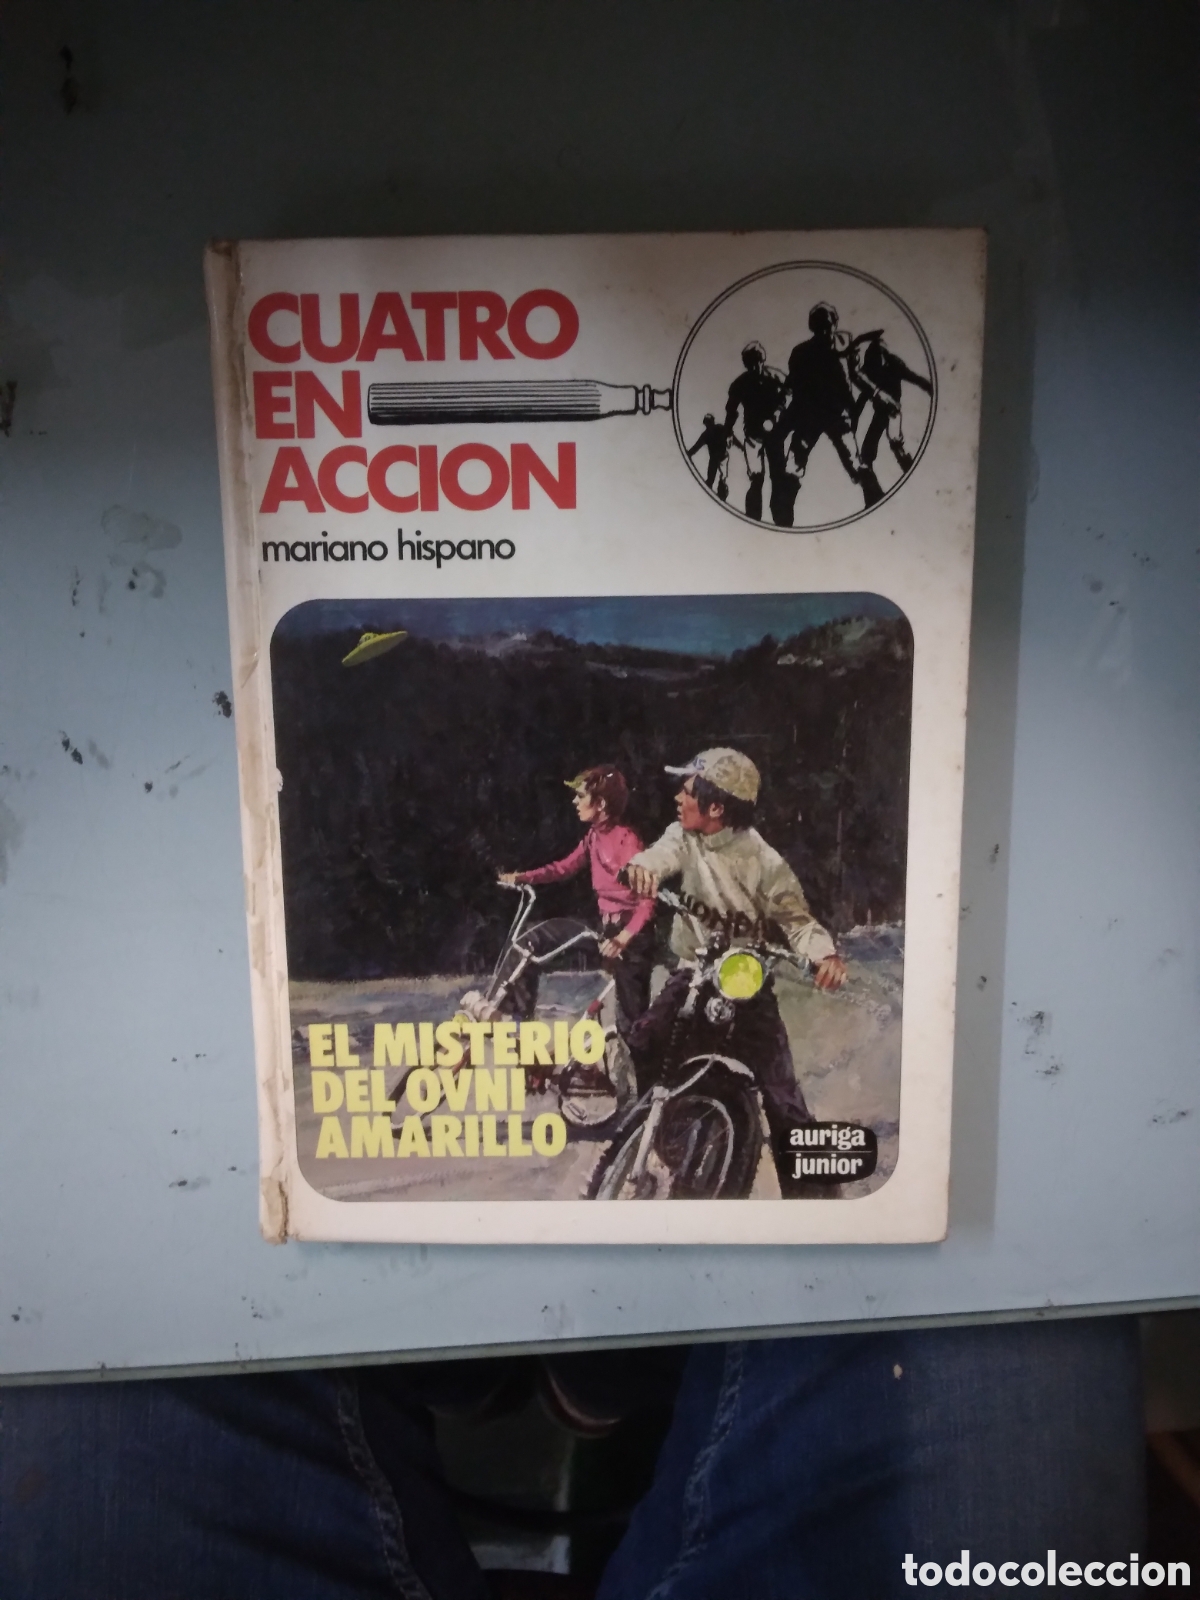 CUATRO
EN
ACCION
mariano hispano
HONDA
EL MISTERIO
DEL OVNI
AMARILLO
auriga
junior
todocoleccion